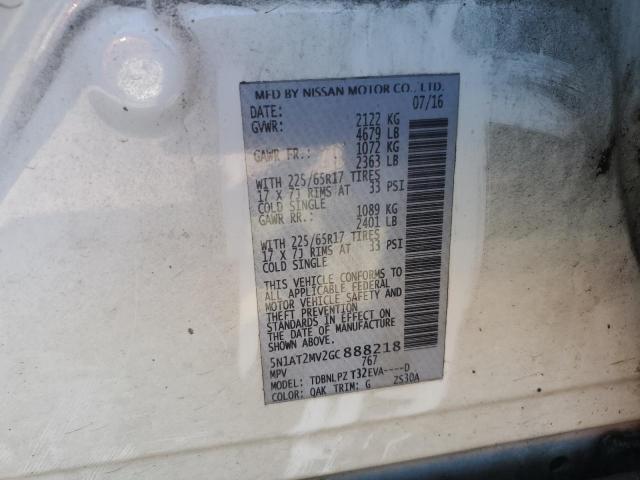 MFD BY NISSAN MOTOR CO., LTD.
DATE: 07/16
GVWR: 2122 KG
4679 LB
GAWR FR.: 1072 KG
2363 LB
WITH 225/65R17 TIRES
17 X 7J RIMS AT 33 PSI
COLD SINGLE
GAWR RR.: 1089 KG
2401 LB
WITH 225/65R17 TIRES
17 X 7J RIMS AT 33 PSI
COLD SINGLE
THIS VEHICLE CONFORMS TO
ALL APPLICABLE FEDERAL
MOTOR VEHICLE SAFETY AND
THEFT PREVENTION
STANDARDS IN EFFECT ON
THE DATE OF MANUFACTURE
SHOWN ABOVE.
5N1AT2MV2GC888218
MPV 767
MODEL: TDBNLPZ T32EVA----D
COLOR: QAK TRIM: G ZS30A